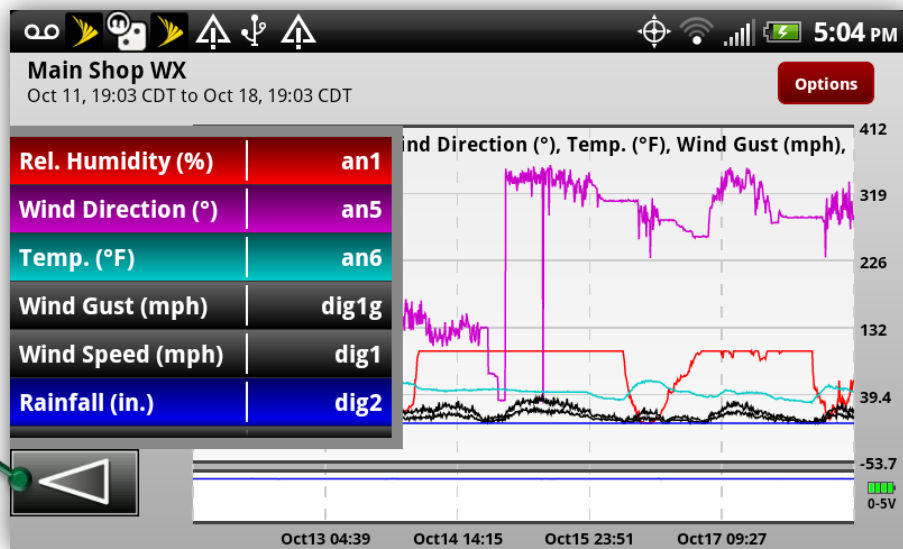 5:04 PM
Main Shop WX
Oct 11, 19:03 CDT to Oct 18, 19:03 CDT
Options
ind Direction (°), Temp. (°F), Wind Gust (mph),
Rel. Humidity (%) an1
Wind Direction (°) an5
Temp. (°F) an6
Wind Gust (mph) dig1g
Wind Speed (mph) dig1
Rainfall (in.) dig2
412
319
226
132
39.4
-53.7
0-5V
Oct13 04:39 Oct14 14:15 Oct15 23:51 Oct17 09:27